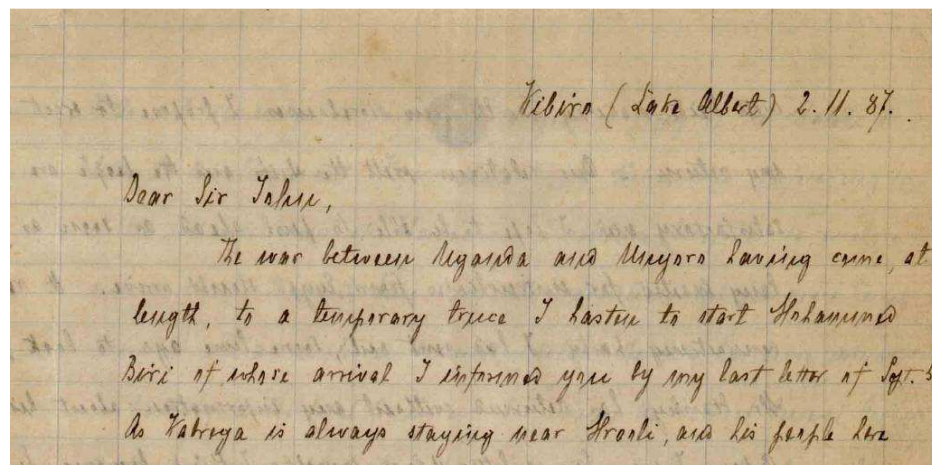 Kibiro (Lake Albert) 2. 11. 87.
Dear Sir John,
The war between Uganda and Unyoro having come, at
length, to a temporary truce I hasten to start Mohammed
Biri of whose arrival I informed you by my last letter of Sept. 5
As Kabrega is always staying near Mrooli, and his people here